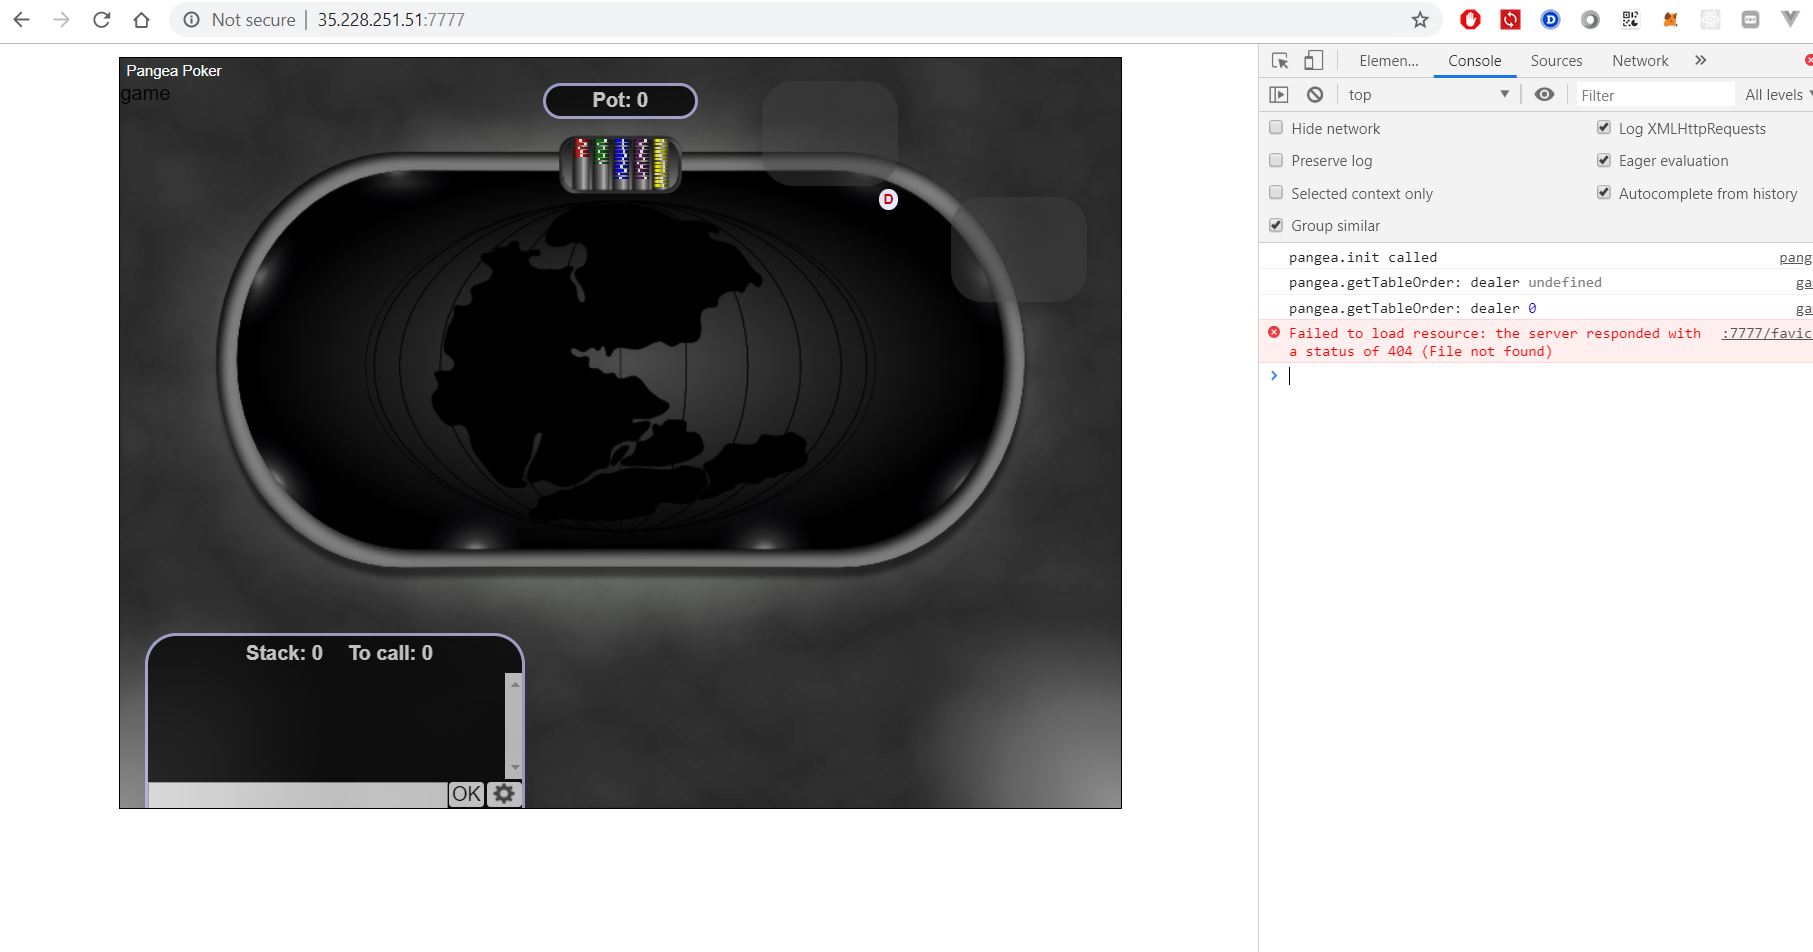 Not secure | 35.228.251.51:7777
Pangea Poker
game
Pot: 0
D
Stack: 0 To call: 0
OK
Elemen... Console Sources Network »
top Filter All levels
Hide network Log XMLHttpRequests
Preserve log Eager evaluation
Selected context only Autocomplete from history
Group similar
pangea.init called pang
pangea.getTableOrder: dealer undefined ga
pangea.getTableOrder: dealer 0 ga
Failed to load resource: the server responded with :7777/favic
a status of 404 (File not found)
>